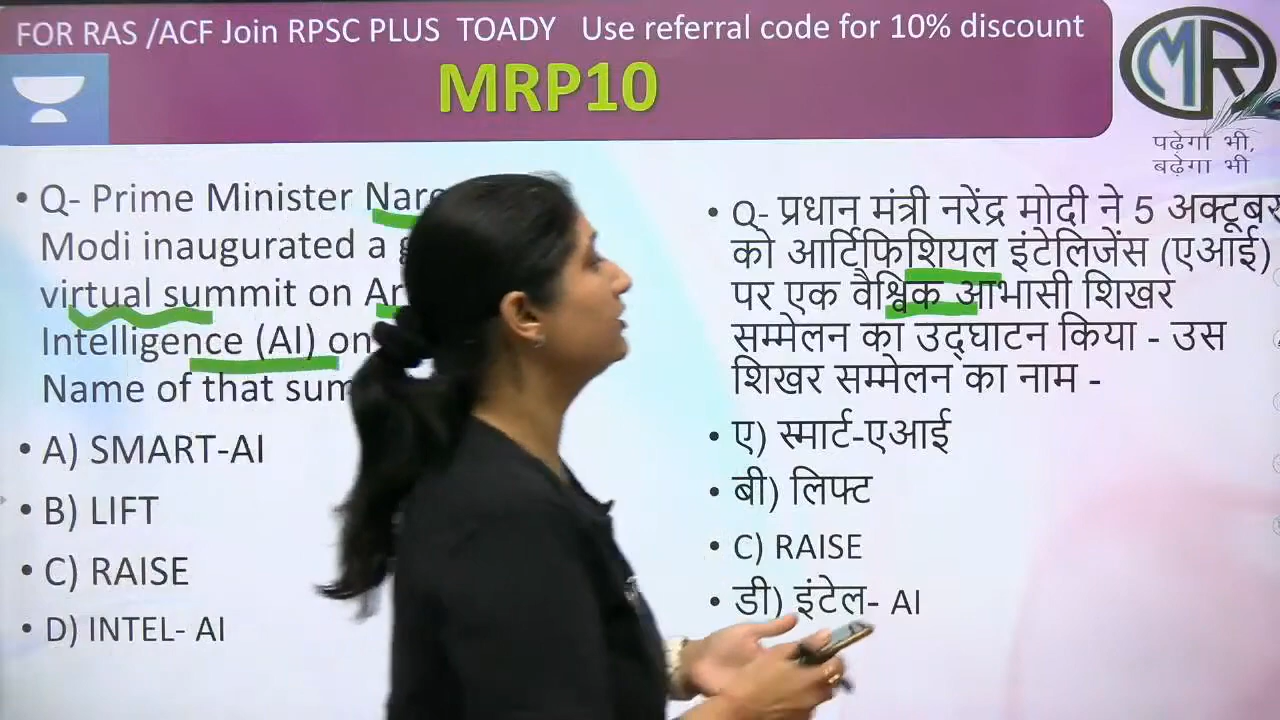 FOR RAS /ACF Join RPSC PLUS TOADY Use referral code for 10% discount
MRP10
MR
पढ़ेगा भी,
बढ़ेगा भी
• Q- Prime Minister
Modi inaugurated a
virtual summit on
Intelligence (AI) on
Name of that
• A) SMART-AI
• B) LIFT
• C) RAISE
• D) INTEL- AI
• Q- प्रधान मंत्री नरेंद्र मोदी ने 5 अक्टूबर
को आर्टिफिशियल इंटेलिजेंस (एआई)
पर एक वैश्विक आभासी शिखर
सम्मेलन का उद्घाटन किया - उस
शिखर सम्मेलन का नाम -
• ए) स्मार्ट-एआई
• बी) लिफ्ट
• C) RAISE
• डी) इंटेल- AI